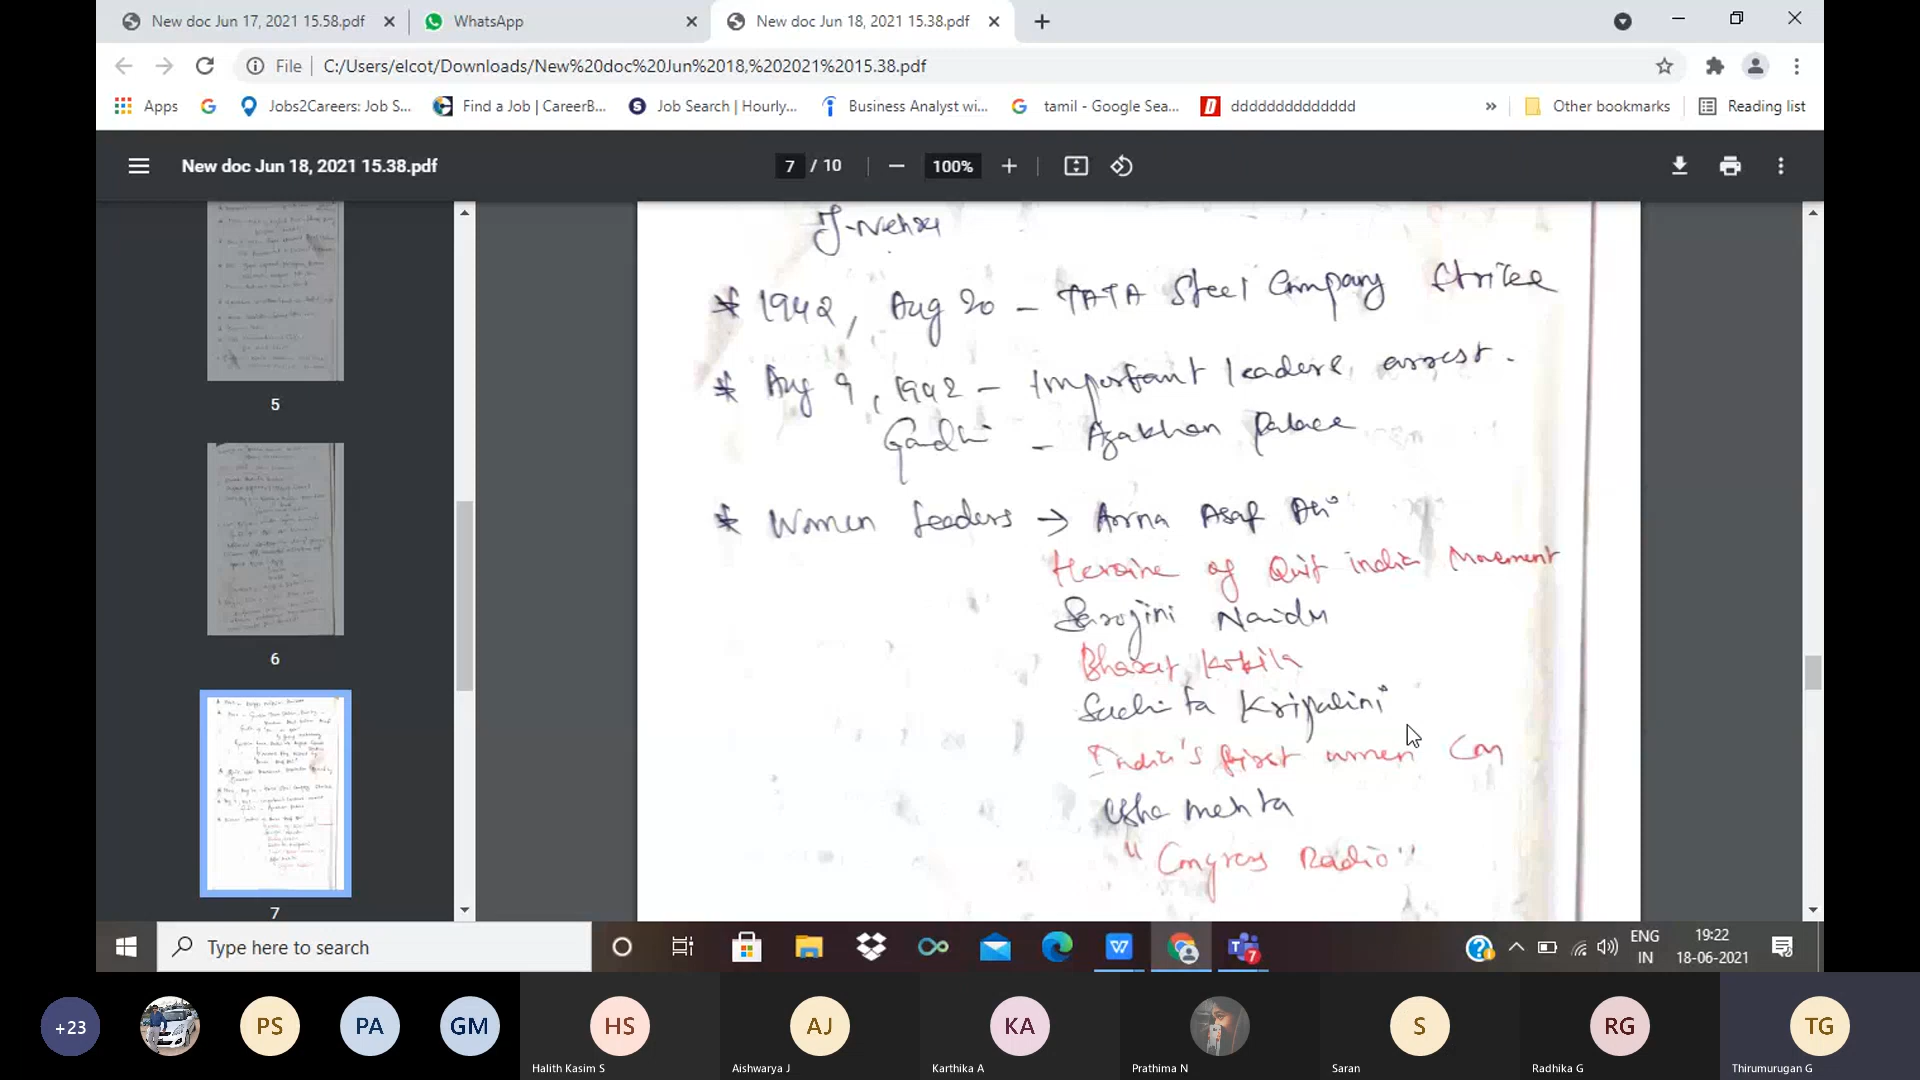 New doc Jun 17, 2021 15.58.pdf
WhatsApp
New doc Jun 18, 2021 15.38.pdf
File
C:/Users/elcot/Downloads/New%20doc%20Jun%2018,%202021%2015.38.pdf
Apps
Jobs2Careers: Job S...
Find a Job | CareerB...
Job Search | Hourly,...
Business Analyst wi...
tamil - Google Sea...
dddddddddddddd
»
Other bookmarks
Reading list
New doc Jun 18, 2021 15.38.pdf
7 / 10
100%
5
6
7
J. Nehru
* 1942, Aug 20 - TATA Steel Company Strike
* Aug 9, 1942 - Important leaders arrest.
Gandhi - Agakhan Palace
* Women leaders → Aruna Asaf Ali
Heroine of Quit india Movement
Sarojini Naidu
Bharat Kokila
Sucheta Kripalini
India's first women CM
Usha mehta
"Congress Radio"
Type here to search
7
ENG
IN
19:22
18-06-2021
+23
PS
PA
GM
HS
AJ
KA
S
RG
TG
Halith Kasim S
Aishwarya J
Karthika A
Prathima N
Saran
Radhika G
Thirumurugan G